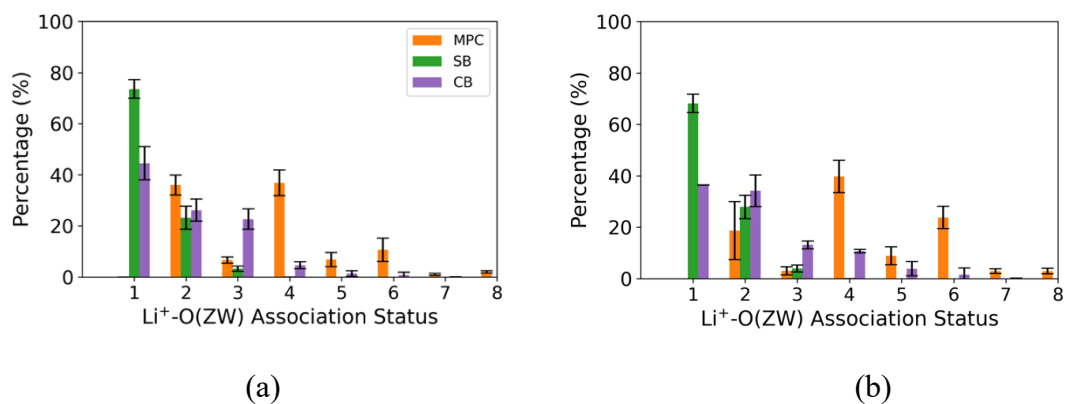 100
80
60
40
20
0
Percentage (%)
MPC
SB
CB
1 2 3 4 5 6 7 8
Li⁺-O(ZW) Association Status
(a)
100
80
60
40
20
0
Percentage (%)
1 2 3 4 5 6 7 8
Li⁺-O(ZW) Association Status
(b)